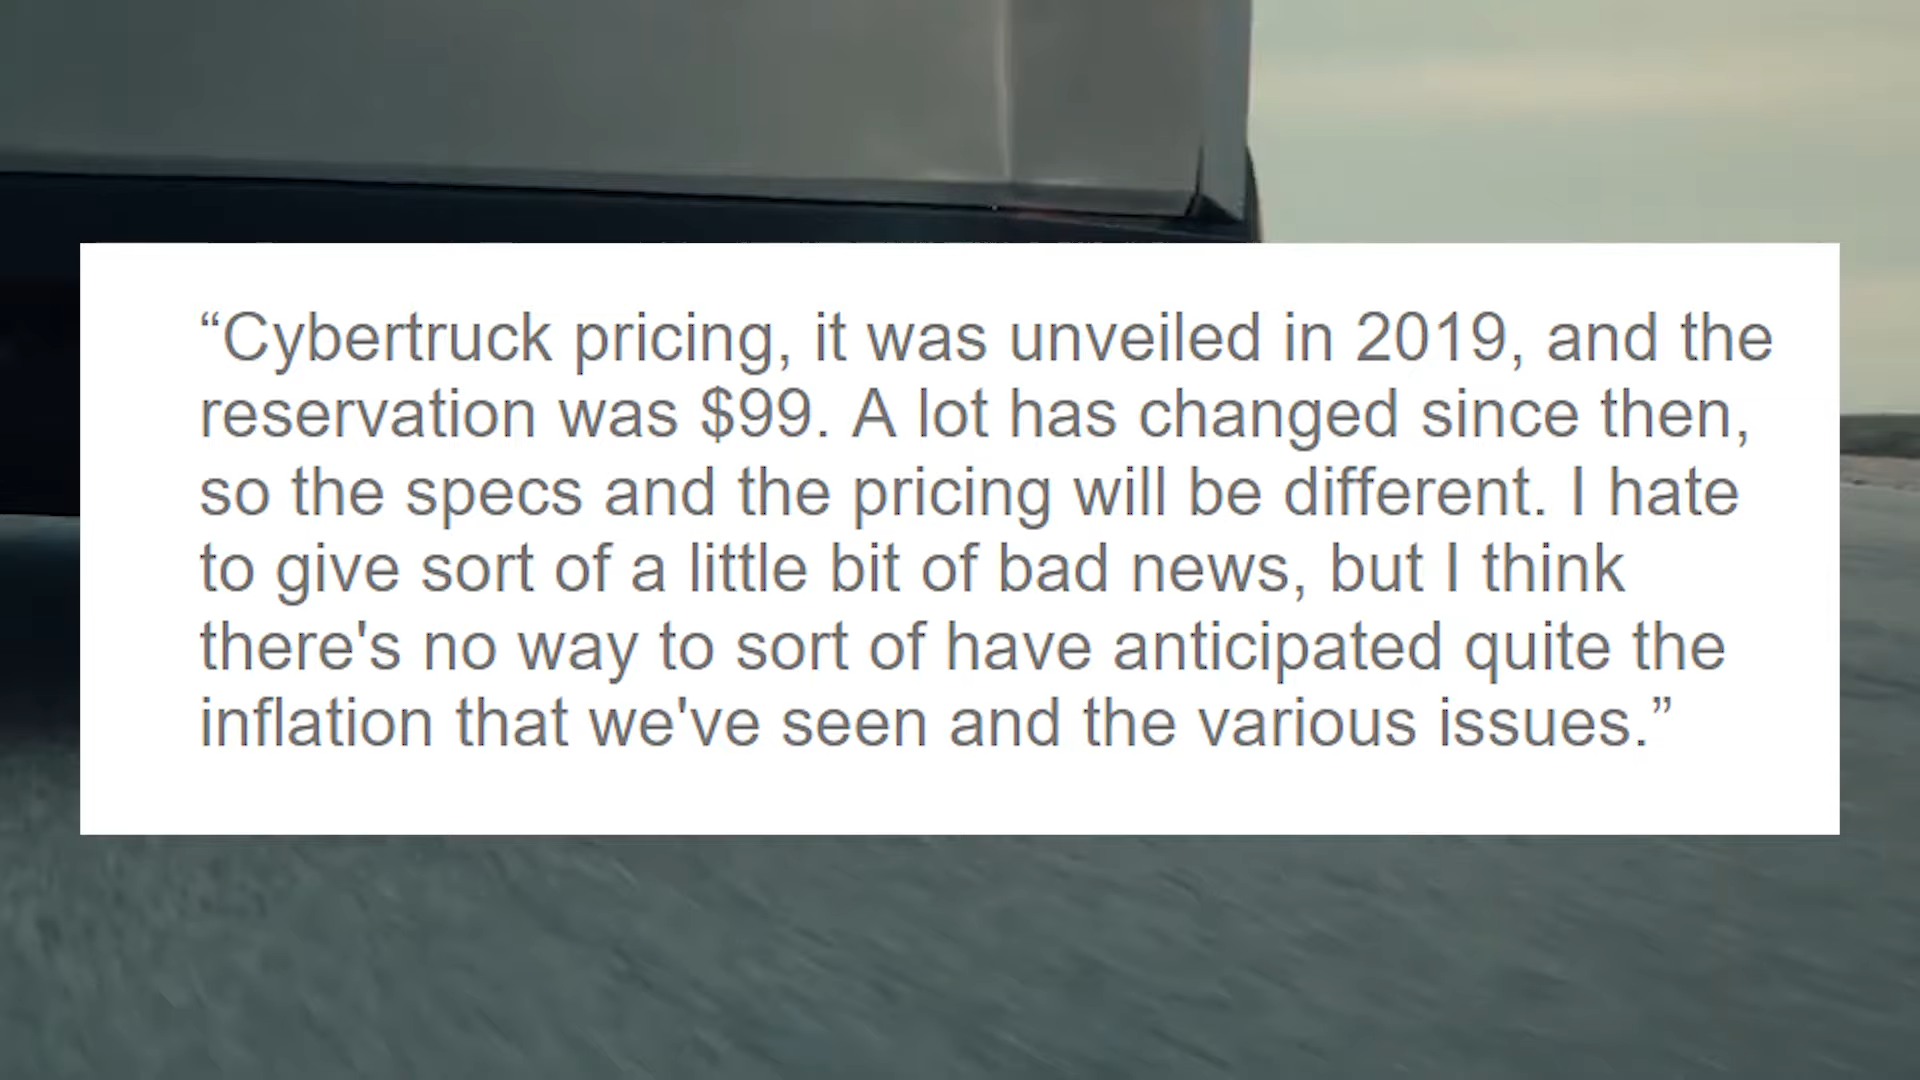 “Cybertruck pricing, it was unveiled in 2019, and the
reservation was $99. A lot has changed since then,
so the specs and the pricing will be different. I hate
to give sort of a little bit of bad news, but I think
there's no way to sort of have anticipated quite the
inflation that we've seen and the various issues.”